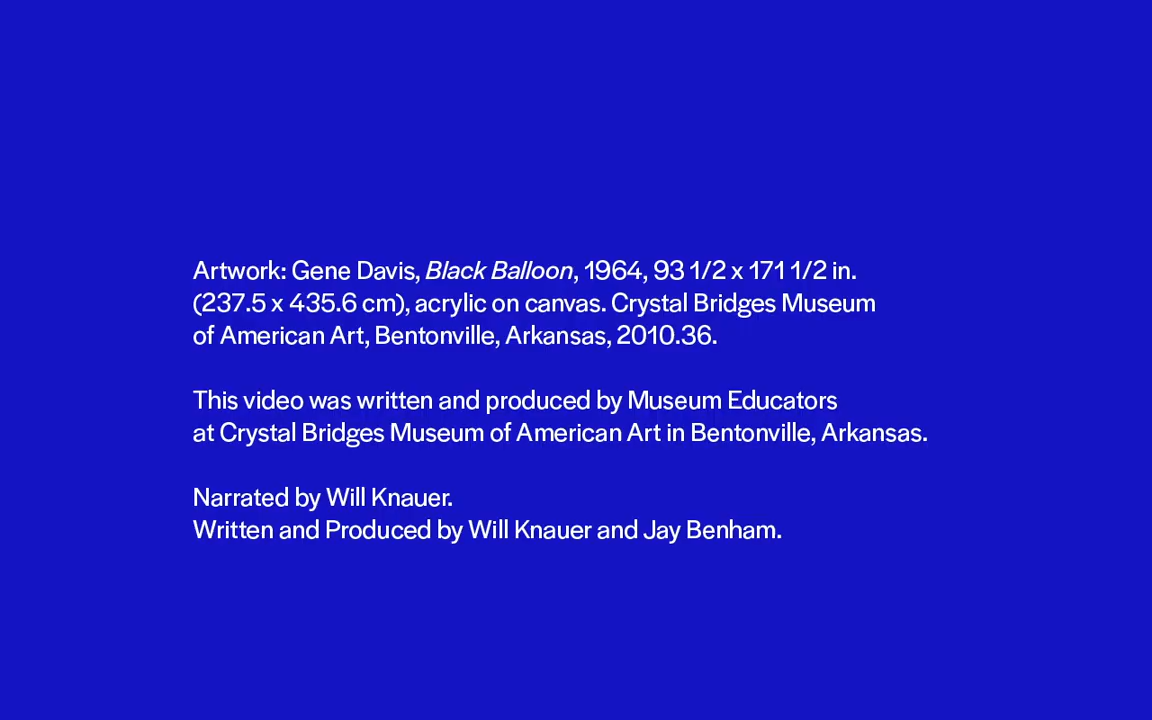 Artwork: Gene Davis, Black Balloon, 1964, 93 1/2 x 171 1/2 in.
(237.5 x 435.6 cm), acrylic on canvas. Crystal Bridges Museum
of American Art, Bentonville, Arkansas, 2010.36.
This video was written and produced by Museum Educators
at Crystal Bridges Museum of American Art in Bentonville, Arkansas.
Narrated by Will Knauer.
Written and Produced by Will Knauer and Jay Benham.